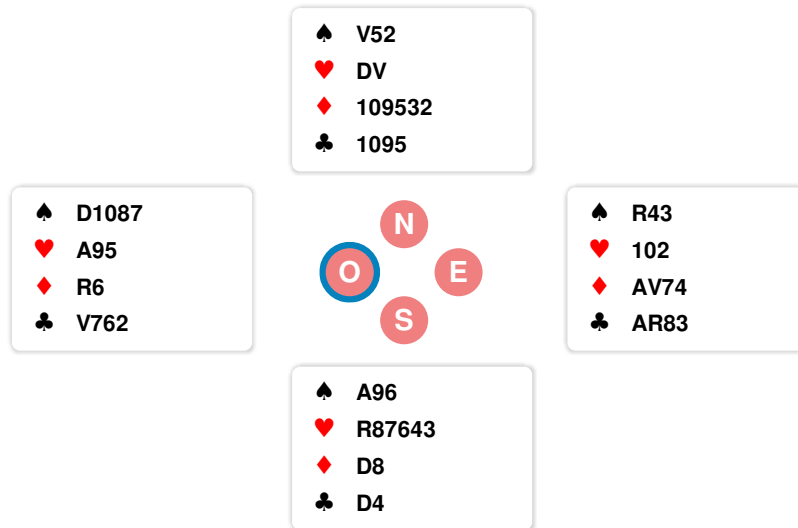 ♠ V52
♥ DV
♦ 109532
♣ 1095
♠ D1087
♥ A95
♦ R6
♣ V762
N
O E
S
♠ R43
♥ 102
♦ AV74
♣ AR83
♠ A96
♥ R87643
♦ D8
♣ D4